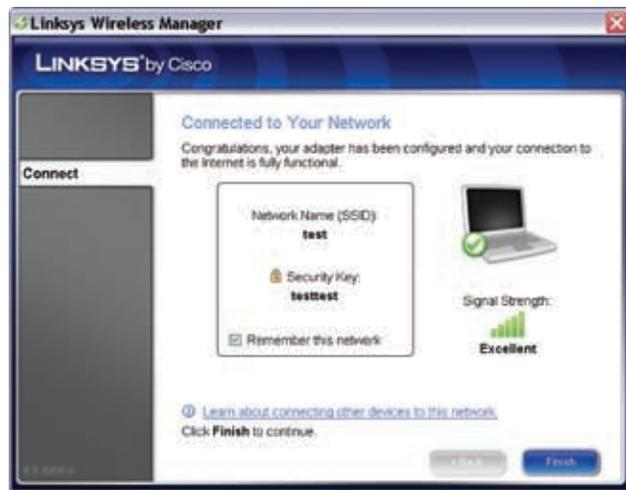 Linksys Wireless Manager
LINKSYS® by Cisco
Connect
Connected to Your Network
Congratulations, your adapter has been configured and your connection to
the Internet is fully functional.
Network Name (SSID):
test
Security Key:
testtest
Remember this network
Signal Strength:
Excellent
Learn about connecting other devices to this network.
Click Finish to continue.
Back
Finish